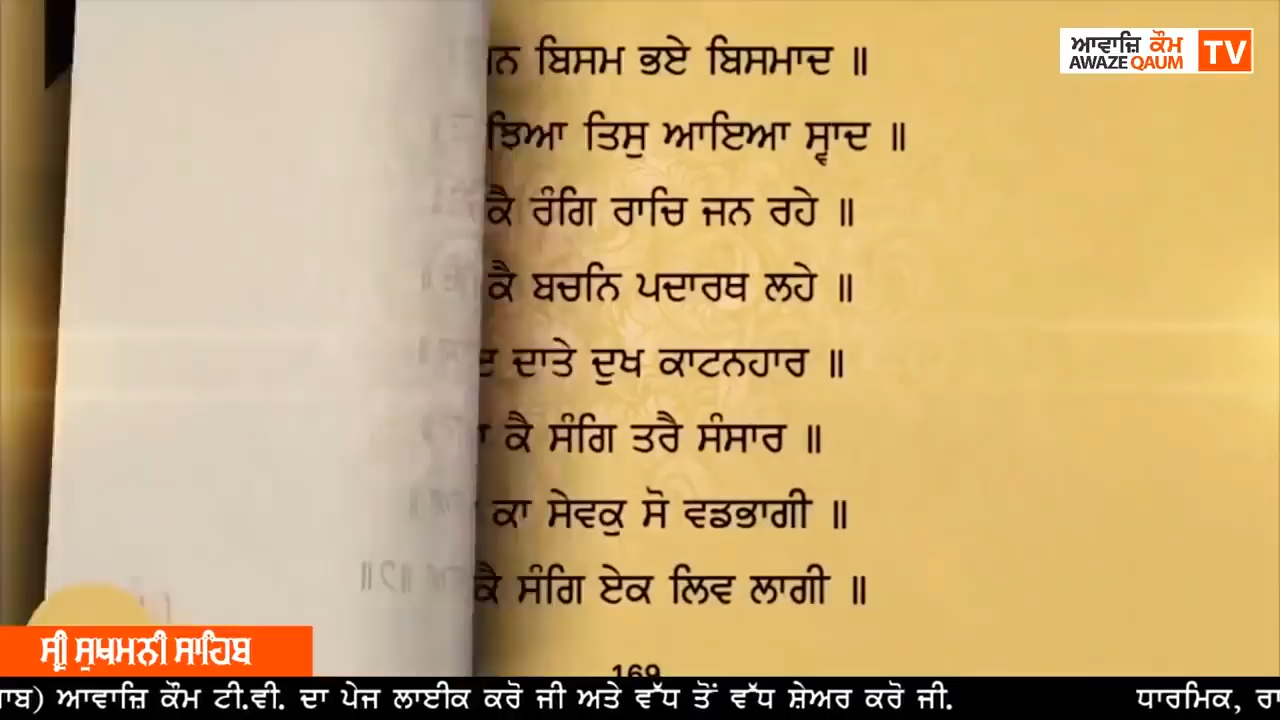 ਬਿਸਮ ਭਏ ਬਿਸਮਾਦ ॥
ਤਿਸੁ ਆਇਆ ਸ੍ਵਾਦ ॥
ਕੈ ਰੰਗਿ ਰਾਚਿ ਜਨ ਰਹੇ ॥
ਕੈ ਬਚਨਿ ਪਦਾਰਥ ਲਹੇ ॥
ਦਾਤੇ ਦੁਖ ਕਾਟਨਹਾਰ ॥
ਕੈ ਸੰਗਿ ਤਰੈ ਸੰਸਾਰ ॥
ਕਾ ਸੇਵਕੁ ਸੋ ਵਡਭਾਗੀ ॥
ਕੈ ਸੰਗਿ ਏਕ ਲਿਵ ਲਾਗੀ ॥
169
ਆਵਾਜ਼ਿ ਕੌਮ
AWAZE QAUM
TV
ਸ੍ਰੀ ਸੁਖਮਨੀ ਸਾਹਿਬ
ਆਵਾਜ਼ਿ ਕੌਮ ਟੀ.ਵੀ. ਦਾ ਪੇਜ ਲਾਈਕ ਕਰੋ ਜੀ ਅਤੇ ਵੱਧ ਤੋਂ ਵੱਧ ਸ਼ੇਅਰ ਕਰੋ ਜੀ. ਧਾਰਮਿਕ,